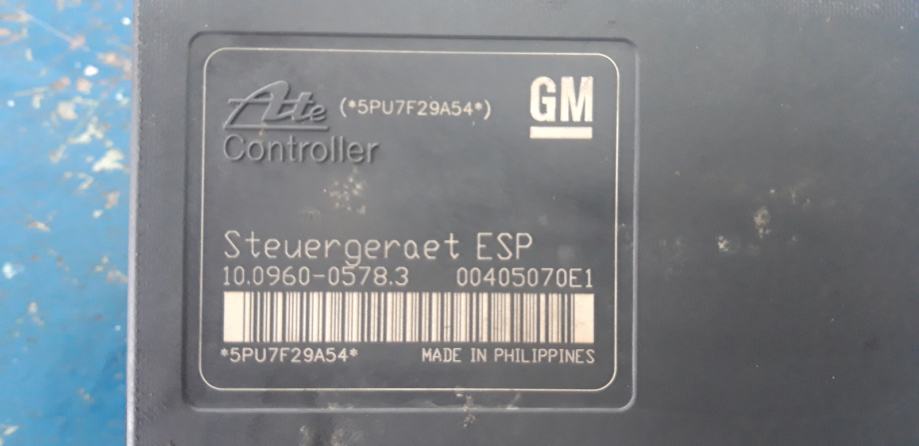 Ate (*5PU7F29A54*) GM
Controller
Steuergeraet ESP
10.0960-0578.3 00405070E1
*5PU7F29A54* MADE IN PHILIPPINES